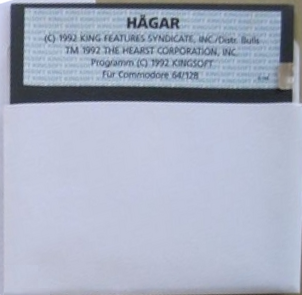 HÄGAR
(C) 1992 KING FEATURES SYNDICATE, INC./Distr. Bulls
TM 1992 THE HEARST CORPORATION, INC.
Programm (C) 1992 KINGSOFT
Für Commodore 64/128